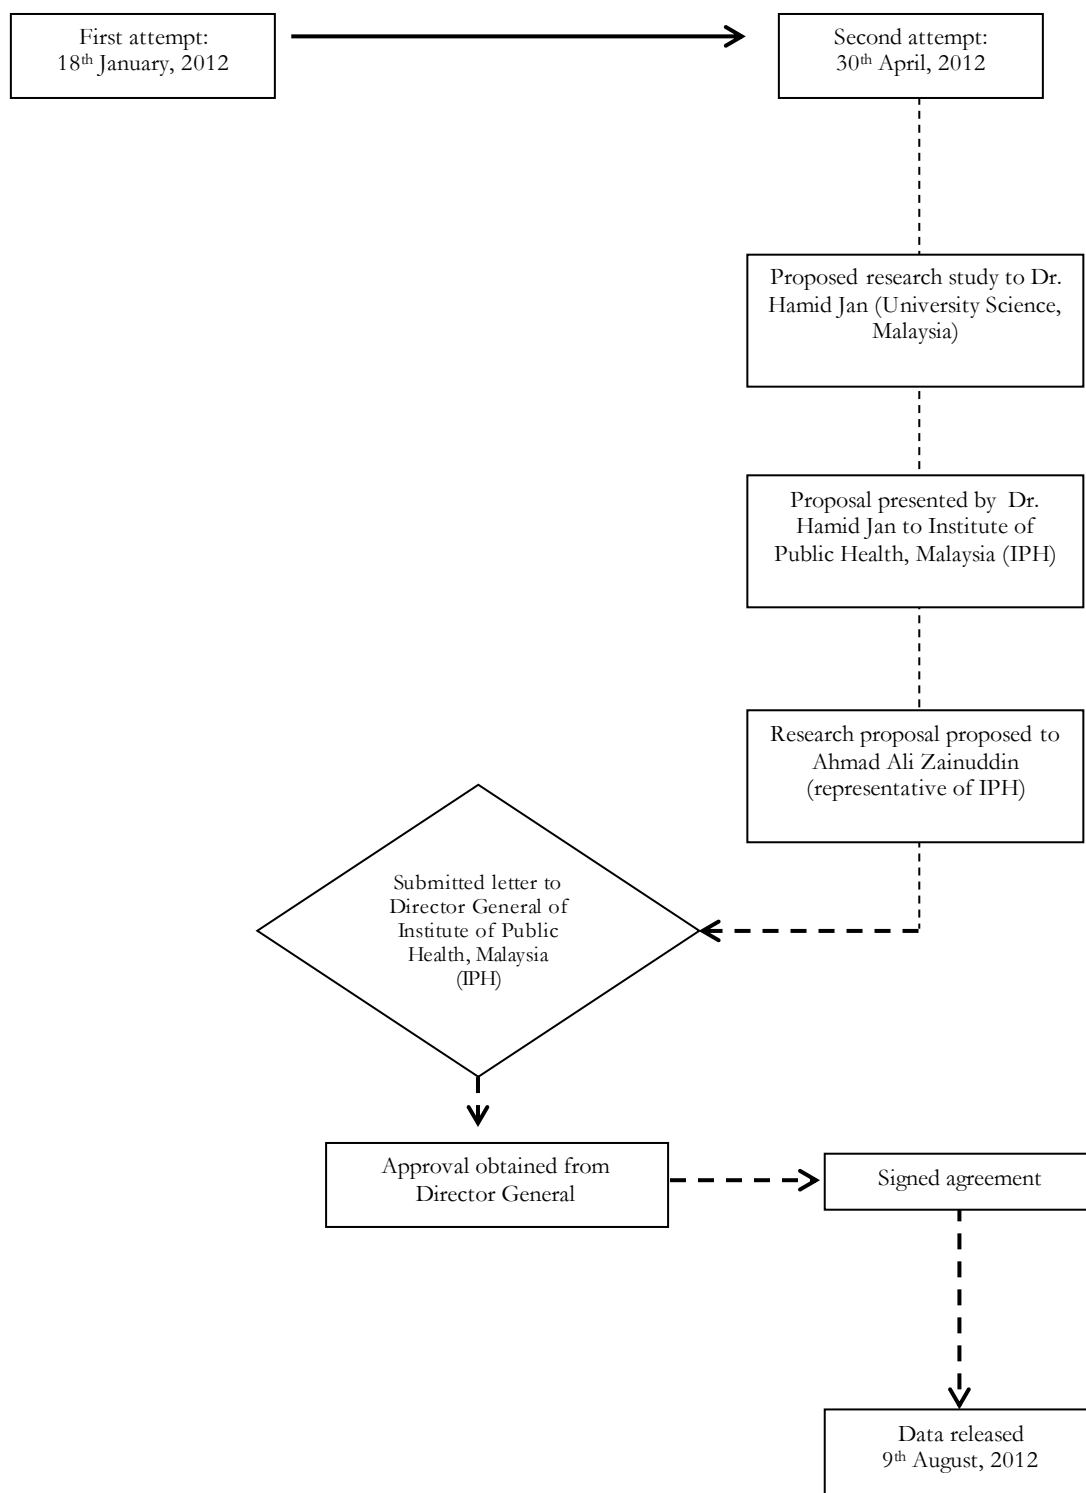 First attempt:
18th January, 2012
Second attempt:
30th April, 2012
Proposed research study to Dr.
Hamid Jan (University Science,
Malaysia)
Proposal presented by Dr.
Hamid Jan to Institute of
Public Health, Malaysia (IPH)
Research proposal proposed to
Ahmad Ali Zainuddin
(representative of IPH)
Submitted letter to
Director General of
Institute of Public
Health, Malaysia
(IPH)
Approval obtained from
Director General
Signed agreement
Data released
9th August, 2012